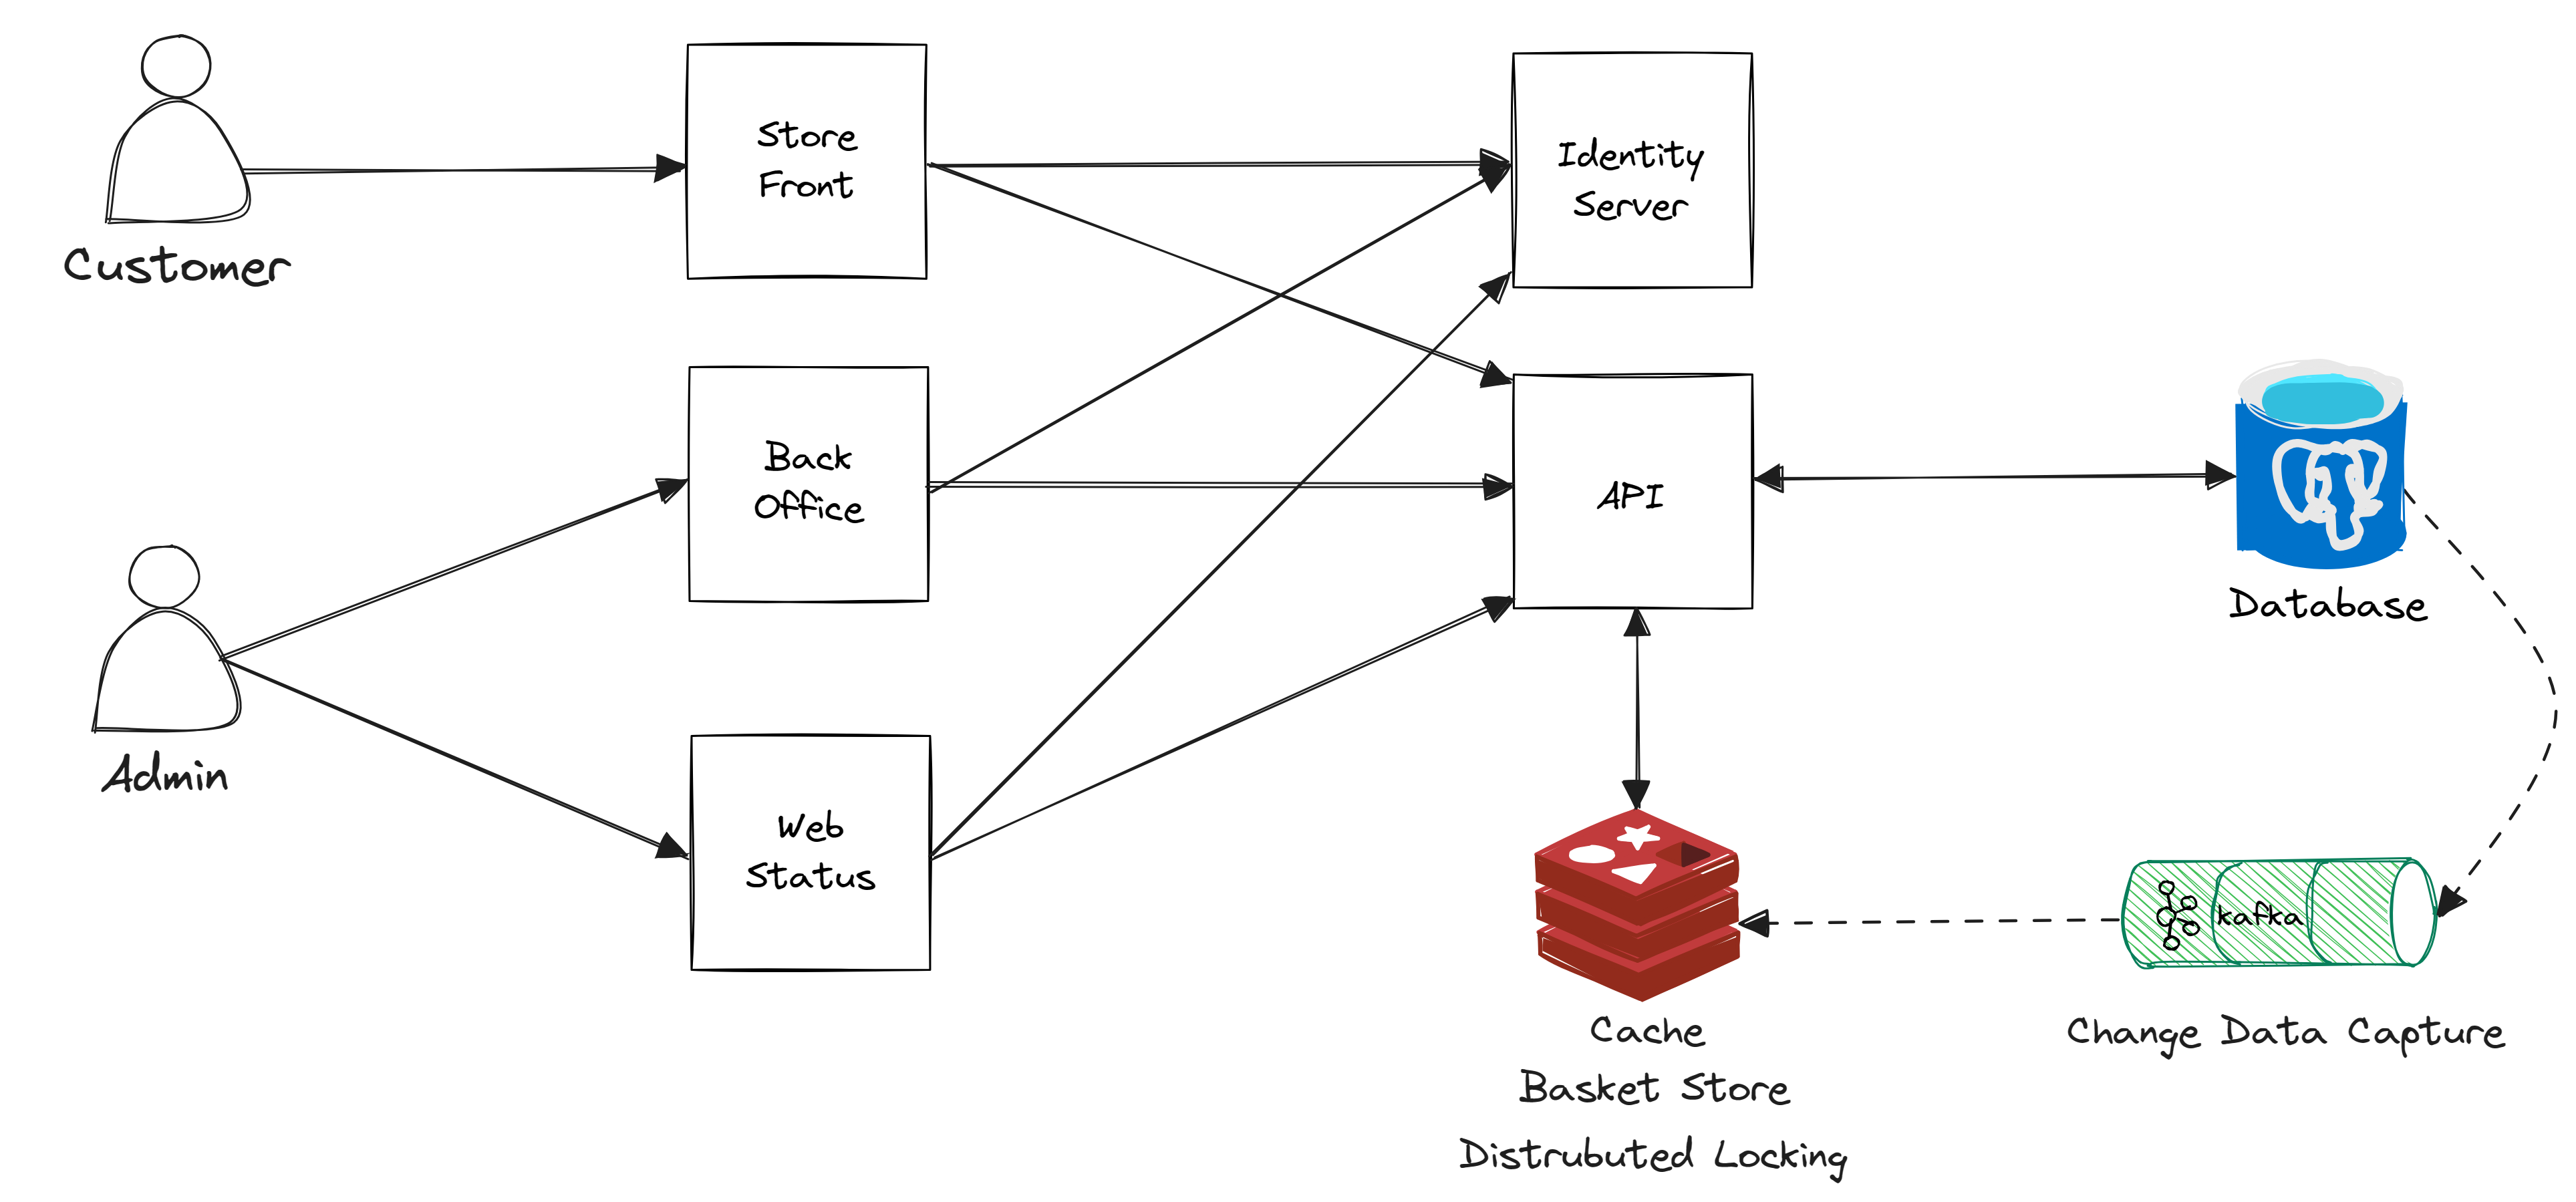 Customer
Store
Front
Identity
Server
Back
Office
API
Database
Admin
Web
Status
kafka
Cache
Basket Store
Distrubuted Locking
Change Data Capture